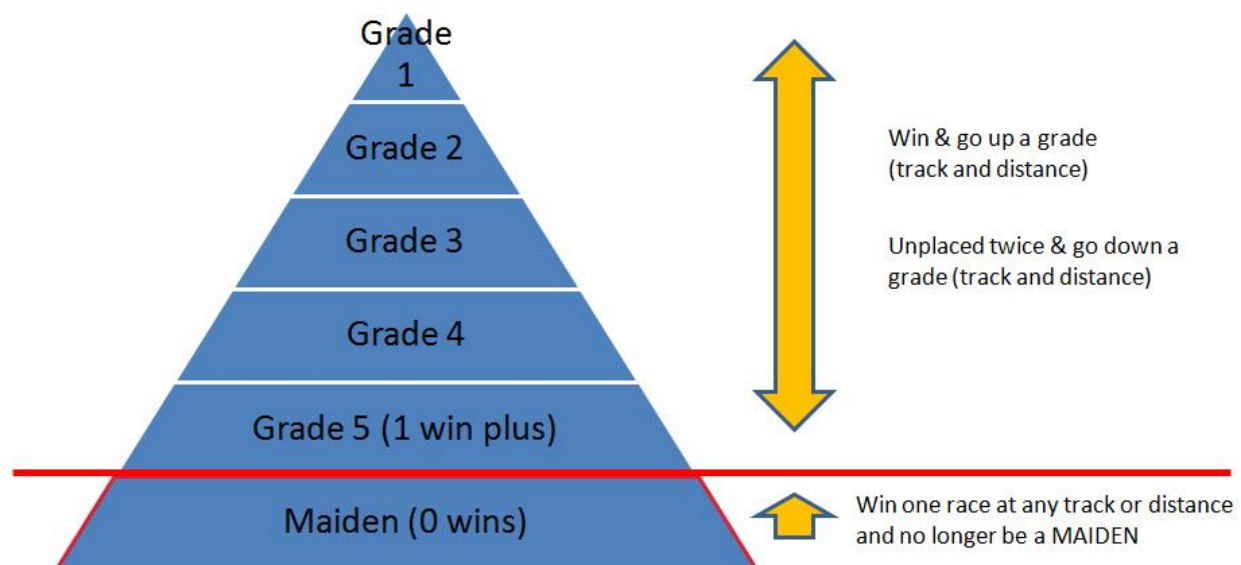 Grade
1
Grade 2
Grade 3
Grade 4
Grade 5 (1 win plus)
Maiden (0 wins)
Win & go up a grade
(track and distance)
Unplaced twice & go down a
grade (track and distance)
Win one race at any track or distance
and no longer be a MAIDEN